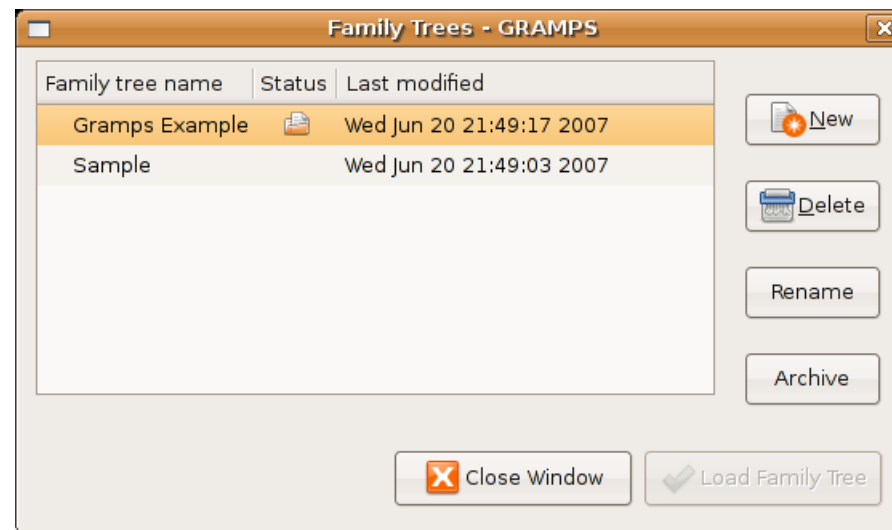 Family Trees - GRAMPS
Family tree name Status Last modified
Gramps Example Wed Jun 20 21:49:17 2007
Sample Wed Jun 20 21:49:03 2007
New
Delete
Rename
Archive
Close Window Load Family Tree